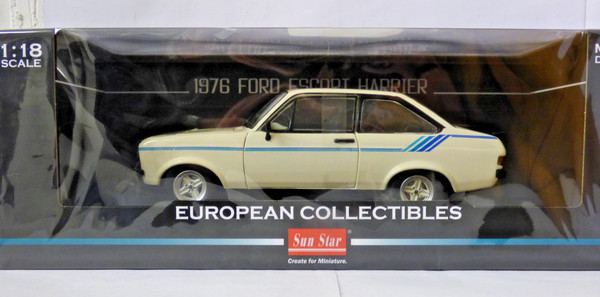 1:18
SCALE
1976 FORD ESCORT HARRIER
EUROPEAN COLLECTIBLES
Sun Star
Create for Miniature.